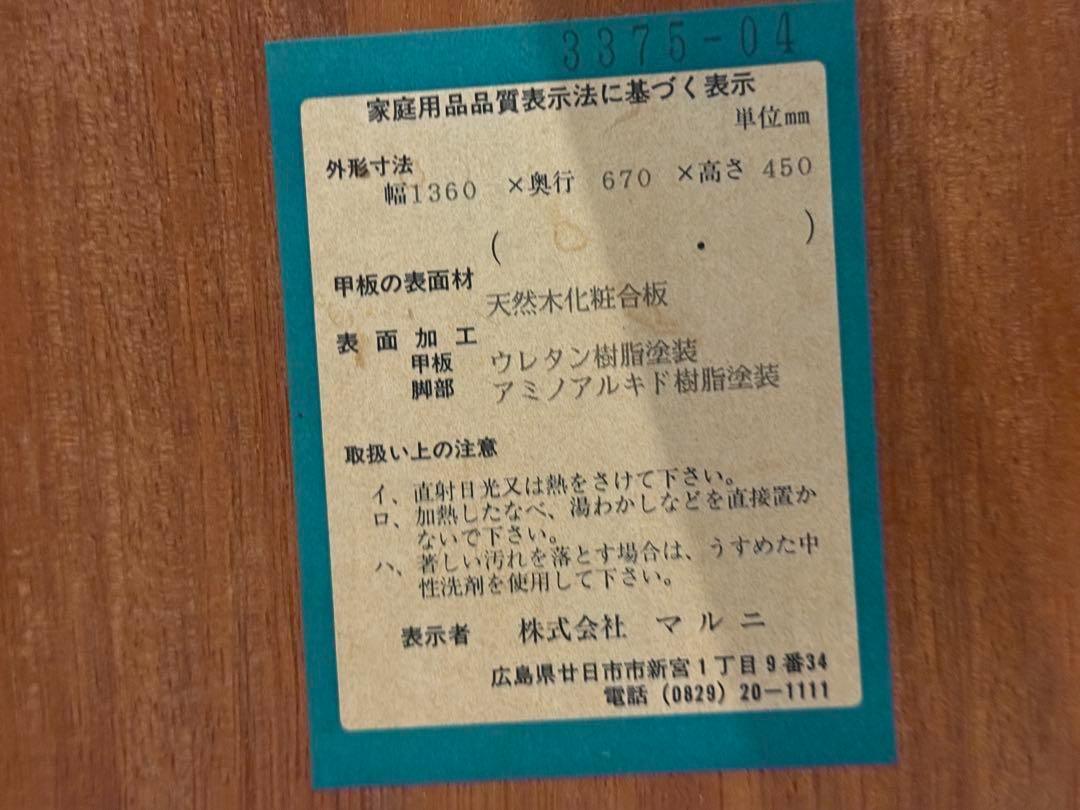 3375-04
家庭用品品質表示法に基づく表示
単位mm
外形寸法
幅1360 ×奥行 670 ×高さ 450
( ・ )
甲板の表面材
天然木化粧合板
表面加工
甲板 ウレタン樹脂塗装
脚部 アミノアルキド樹脂塗装
取扱い上の注意
イ、直射日光又は熱をさけて下さい。
ロ、加熱したなべ、湯わかしなどを直接置か
ないで下さい。
ハ、著しい汚れを落とす場合は、うすめた中
性洗剤を使用して下さい。
表示者 株式会社 マルニ
広島県廿日市市新宮1丁目9番34
電話 (0829) 20-1111